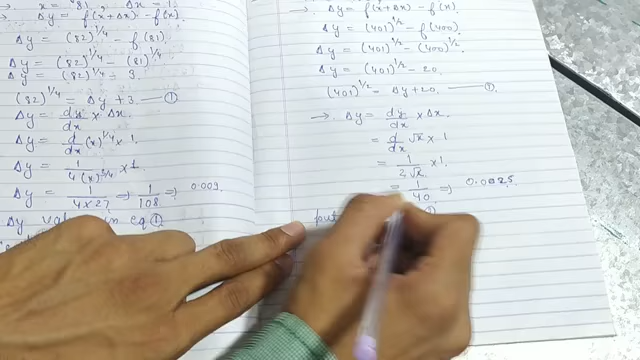 x = 81, Δx = 1.
Δy = f(x+Δx) - f(x).
Δy = (82)^1/4 - f(81).
Δy = (82)^1/4 - (81)^1/4
Δy = (82)^1/4 - 3.
(82)^1/4 = Δy + 3. — ①
Δy = dy/dx × Δx.
Δy = d/dx (x)^1/4 × 1
Δy = 1/4(x)^3/4 × 1
Δy = 1/4×27 ⇒ 1/108 ⇒ 0.009
Δy value in eq ①.
→ Δy = f(x+Δx) - f(x).
Δy = (401)^1/2 - f(400)
Δy = (401)^1/2 - (400)^1/2.
Δy = (401)^1/2 - 20.
(401)^1/2 = Δy + 20. — ①.
→ Δy = dy/dx × Δx
= d/dx √x × 1
= 1/2√x × 1.
= 1/40 ⇒
put